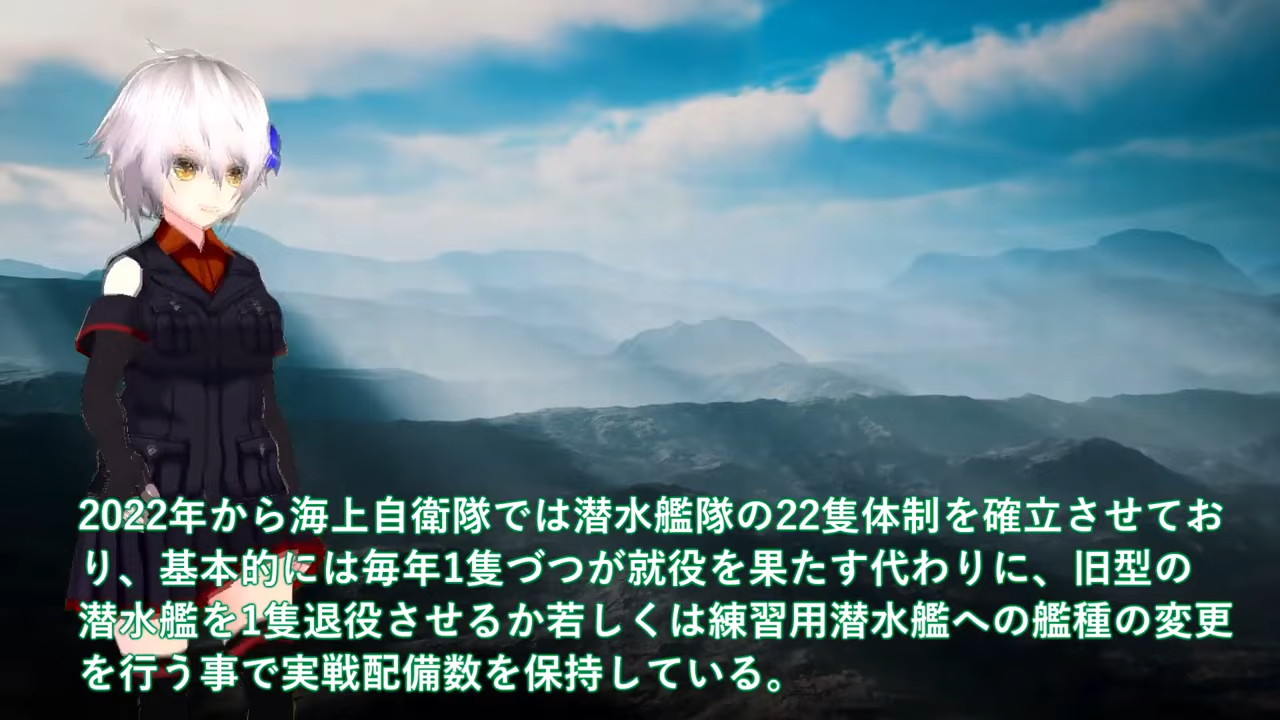 2022年から海上自衛隊では潜水艦隊の22隻体制を確立させてお
り、基本的には毎年1隻づつが就役を果たす代わりに、旧型の
潜水艦を1隻退役させるか若しくは練習用潜水艦への艦種の変更
を行う事で実戦配備数を保持している。